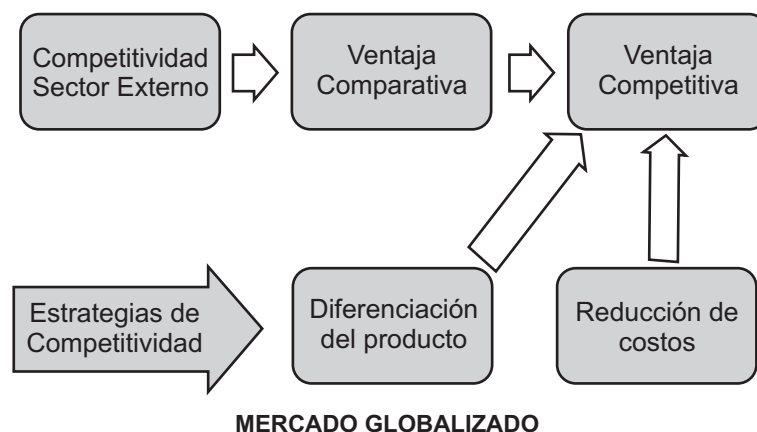 Competitividad
Sector Externo
Ventaja
Comparativa
Ventaja
Competitiva
Estrategias de
Competitividad
Diferenciación
del producto
Reducción de
costos
MERCADO GLOBALIZADO